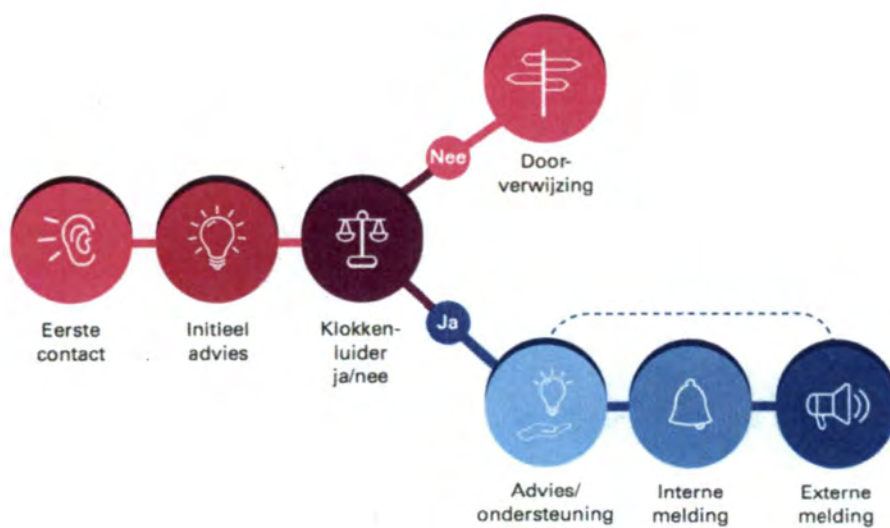 Nee
Door-
verwijzing
Eerste
contact
Initieel
advies
Klokken-
luider
ja/nee
Ja
Advies/
ondersteuning
Interne
melding
Externe
melding